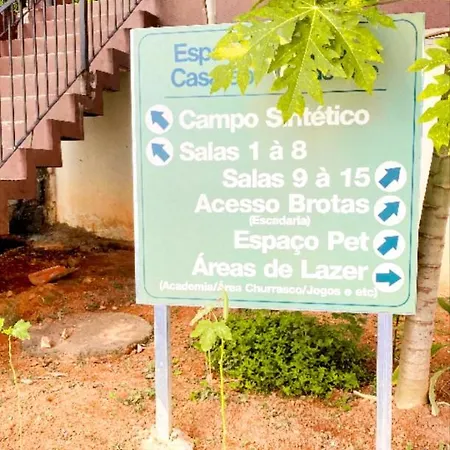 Campo Sintético
Salas 1 à 8
Salas 9 à 15
Acesso Brotas
(Escadaria)
Espaço Pet
Áreas de Lazer
(Academia/Área Churrasco/Jogos e etc)